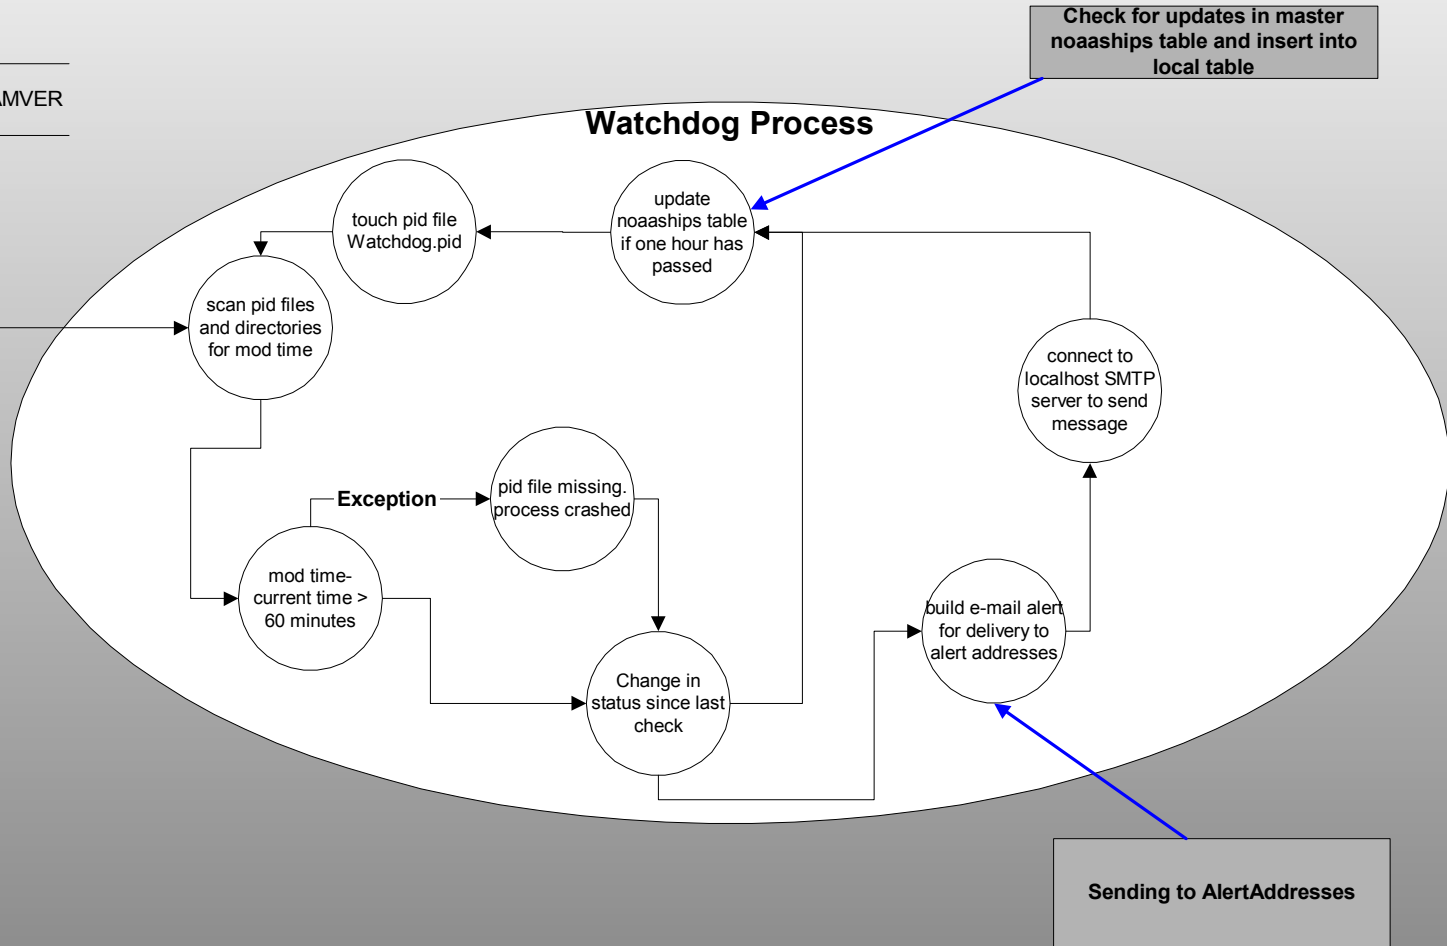 Check for updates in master
noaaships table and insert into
local table
AMVER
Watchdog Process
touch pid file
Watchdog.pid
update
noaaships table
if one hour has
passed
scan pid files
and directories
for mod time
connect to
localhost SMTP
server to send
message
Exception
pid file missing.
process crashed
mod time-
current time >
60 minutes
build e-mail alert
for delivery to
alert addresses
Change in
status since last
check
Sending to AlertAddresses